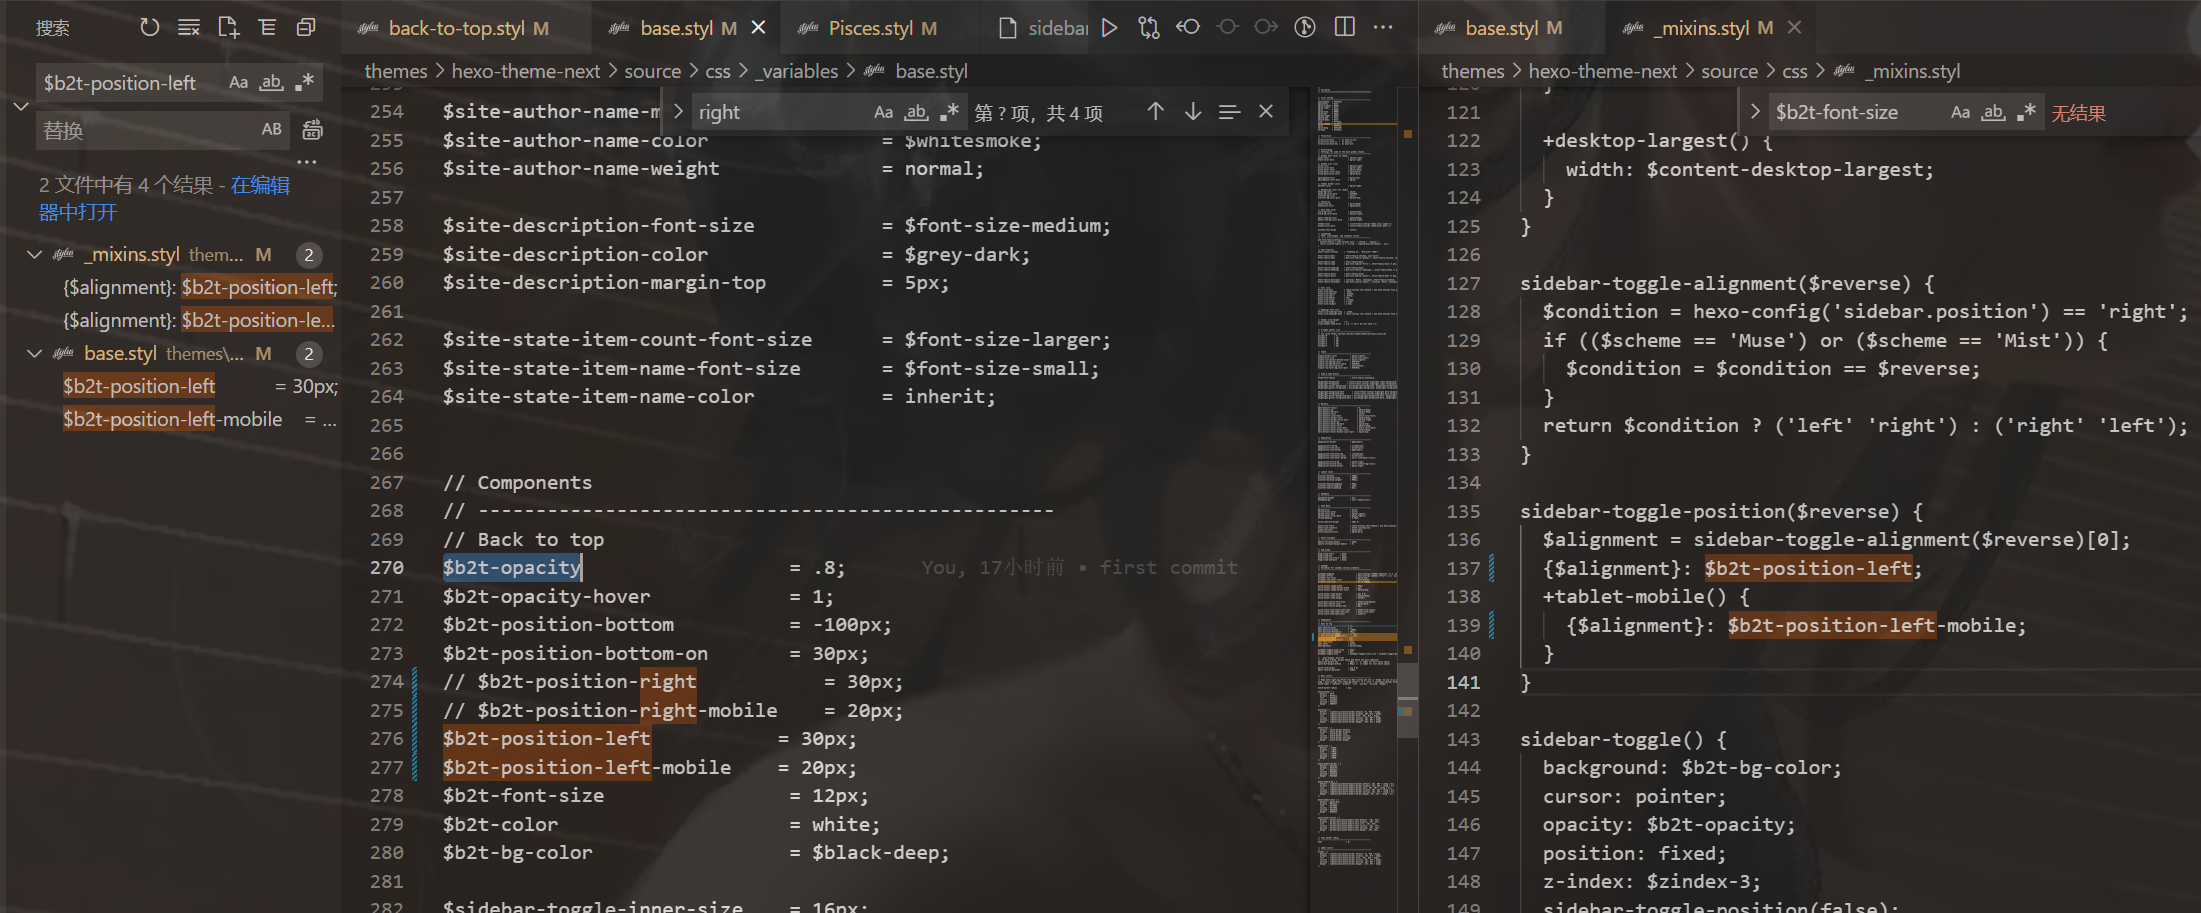 搜索
$b2t-position-left Aa ab .*
替换 AB
2 文件中有 4 个结果 - 在编辑
器中打开
_mixins.styl them... M 2
{$alignment}: $b2t-position-left;
{$alignment}: $b2t-position-le...
base.styl themes\... M 2
$b2t-position-left = 30px;
$b2t-position-left-mobile = ...
back-to-top.styl M
base.styl M
Pisces.styl M
sidebar
themes > hexo-theme-next > source > css > _variables > base.styl
right Aa ab .* 第 ? 项, 共 4 项
254 $site-author-name-m
255 $site-author-name-color = $whitesmoke;
256 $site-author-name-weight = normal;
257
258 $site-description-font-size = $font-size-medium;
259 $site-description-color = $grey-dark;
260 $site-description-margin-top = 5px;
261
262 $site-state-item-count-font-size = $font-size-larger;
263 $site-state-item-name-font-size = $font-size-small;
264 $site-state-item-name-color = inherit;
265
266
267 // Components
268 // --------------------------------------------------
269 // Back to top
270 $b2t-opacity = .8; You, 17小时前 • first commit
271 $b2t-opacity-hover = 1;
272 $b2t-position-bottom = -100px;
273 $b2t-position-bottom-on = 30px;
274 // $b2t-position-right = 30px;
275 // $b2t-position-right-mobile = 20px;
276 $b2t-position-left = 30px;
277 $b2t-position-left-mobile = 20px;
278 $b2t-font-size = 12px;
279 $b2t-color = white;
280 $b2t-bg-color = $black-deep;
281
282 $sidebar-toggle-inner-size = 16px;
base.styl M
_mixins.styl M
themes > hexo-theme-next > source > css > _mixins.styl
$b2t-font-size Aa ab .* 无结果
120 }
121
122 +desktop-largest() {
123 width: $content-desktop-largest;
124 }
125 }
126
127 sidebar-toggle-alignment($reverse) {
128 $condition = hexo-config('sidebar.position') == 'right';
129 if (($scheme == 'Muse') or ($scheme == 'Mist')) {
130 $condition = $condition == $reverse;
131 }
132 return $condition ? ('left' 'right') : ('right' 'left');
133 }
134
135 sidebar-toggle-position($reverse) {
136 $alignment = sidebar-toggle-alignment($reverse)[0];
137 {$alignment}: $b2t-position-left;
138 +tablet-mobile() {
139 {$alignment}: $b2t-position-left-mobile;
140 }
141 }
142
143 sidebar-toggle() {
144 background: $b2t-bg-color;
145 cursor: pointer;
146 opacity: $b2t-opacity;
147 position: fixed;
148 z-index: $zindex-3;
149 sidebar-toggle-position(false);